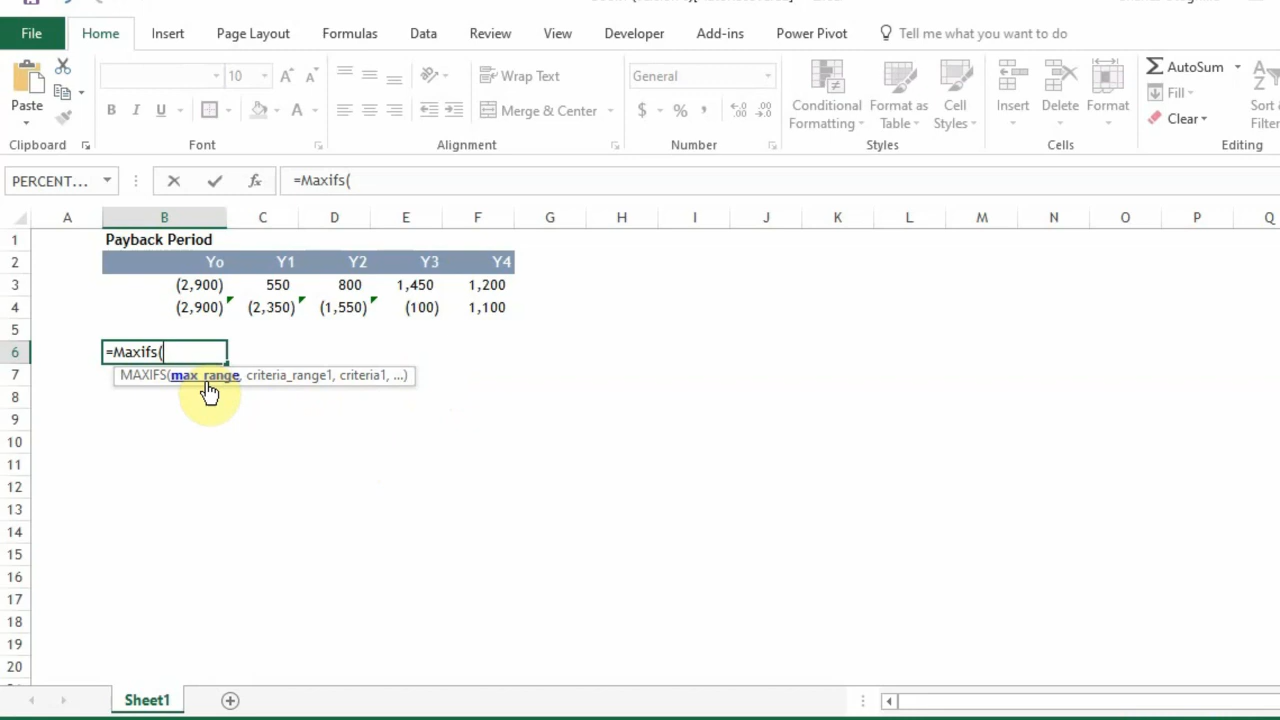 File Home Insert Page Layout Formulas Data Review View Developer Add-ins Power Pivot Tell me what you want to do
10 Wrap Text General AutoSum
Paste Conditional Format as Cell Insert Delete Format Fill Sort
B I U A Merge & Center $ % Formatting Table Styles Clear Filter
Clipboard Font Alignment Number Styles Cells Editing
PERCENT... fx =Maxifs(
A B C D E F G H I J K L M N O P Q
1 Payback Period
2 Yo Y1 Y2 Y3 Y4
3 (2,900) 550 800 1,450 1,200
4 (2,900) (2,350) (1,550) (100) 1,100
5
6 =Maxifs(
7 MAXIFS(max_range, criteria_range1, criteria1, ...)
8
9
10
11
12
13
14
15
16
17
18
19
20
Sheet1